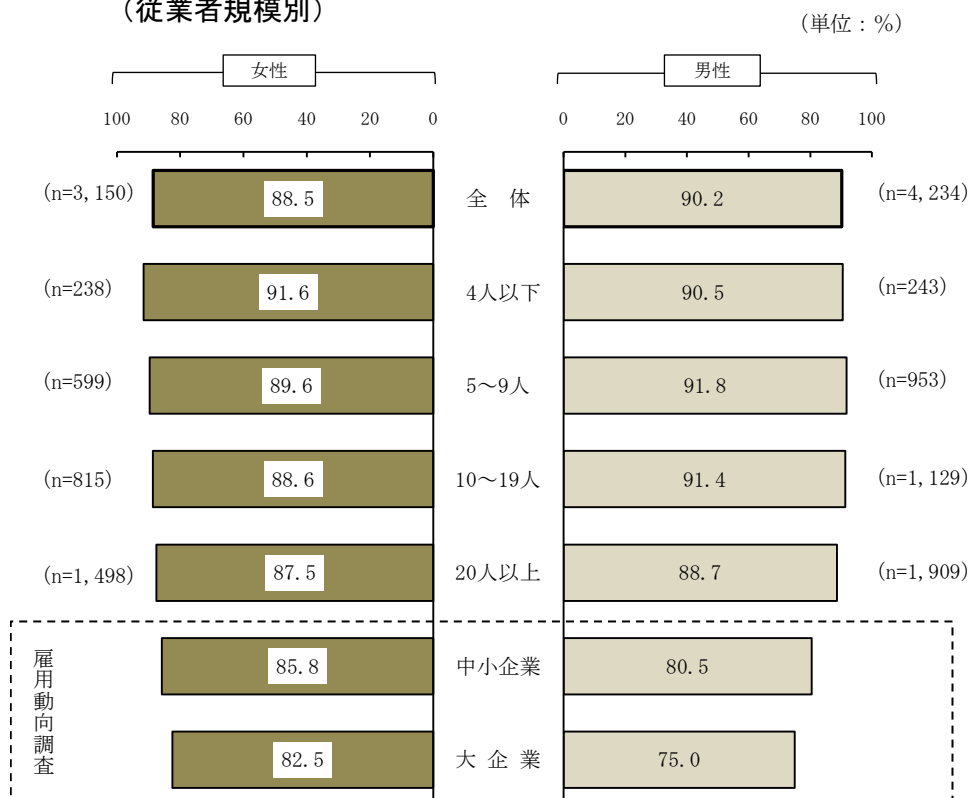 （従業者規模別）
（単位：％）
女性
男性
100 80 60 40 20 0
0 20 40 60 80 100
(n=3,150) 88.5 全　体 90.2 (n=4,234)
(n=238) 91.6 4人以下 90.5 (n=243)
(n=599) 89.6 5～9人 91.8 (n=953)
(n=815) 88.6 10～19人 91.4 (n=1,129)
(n=1,498) 87.5 20人以上 88.7 (n=1,909)
雇用動向調査
85.8 中小企業 80.5
82.5 大 企 業 75.0